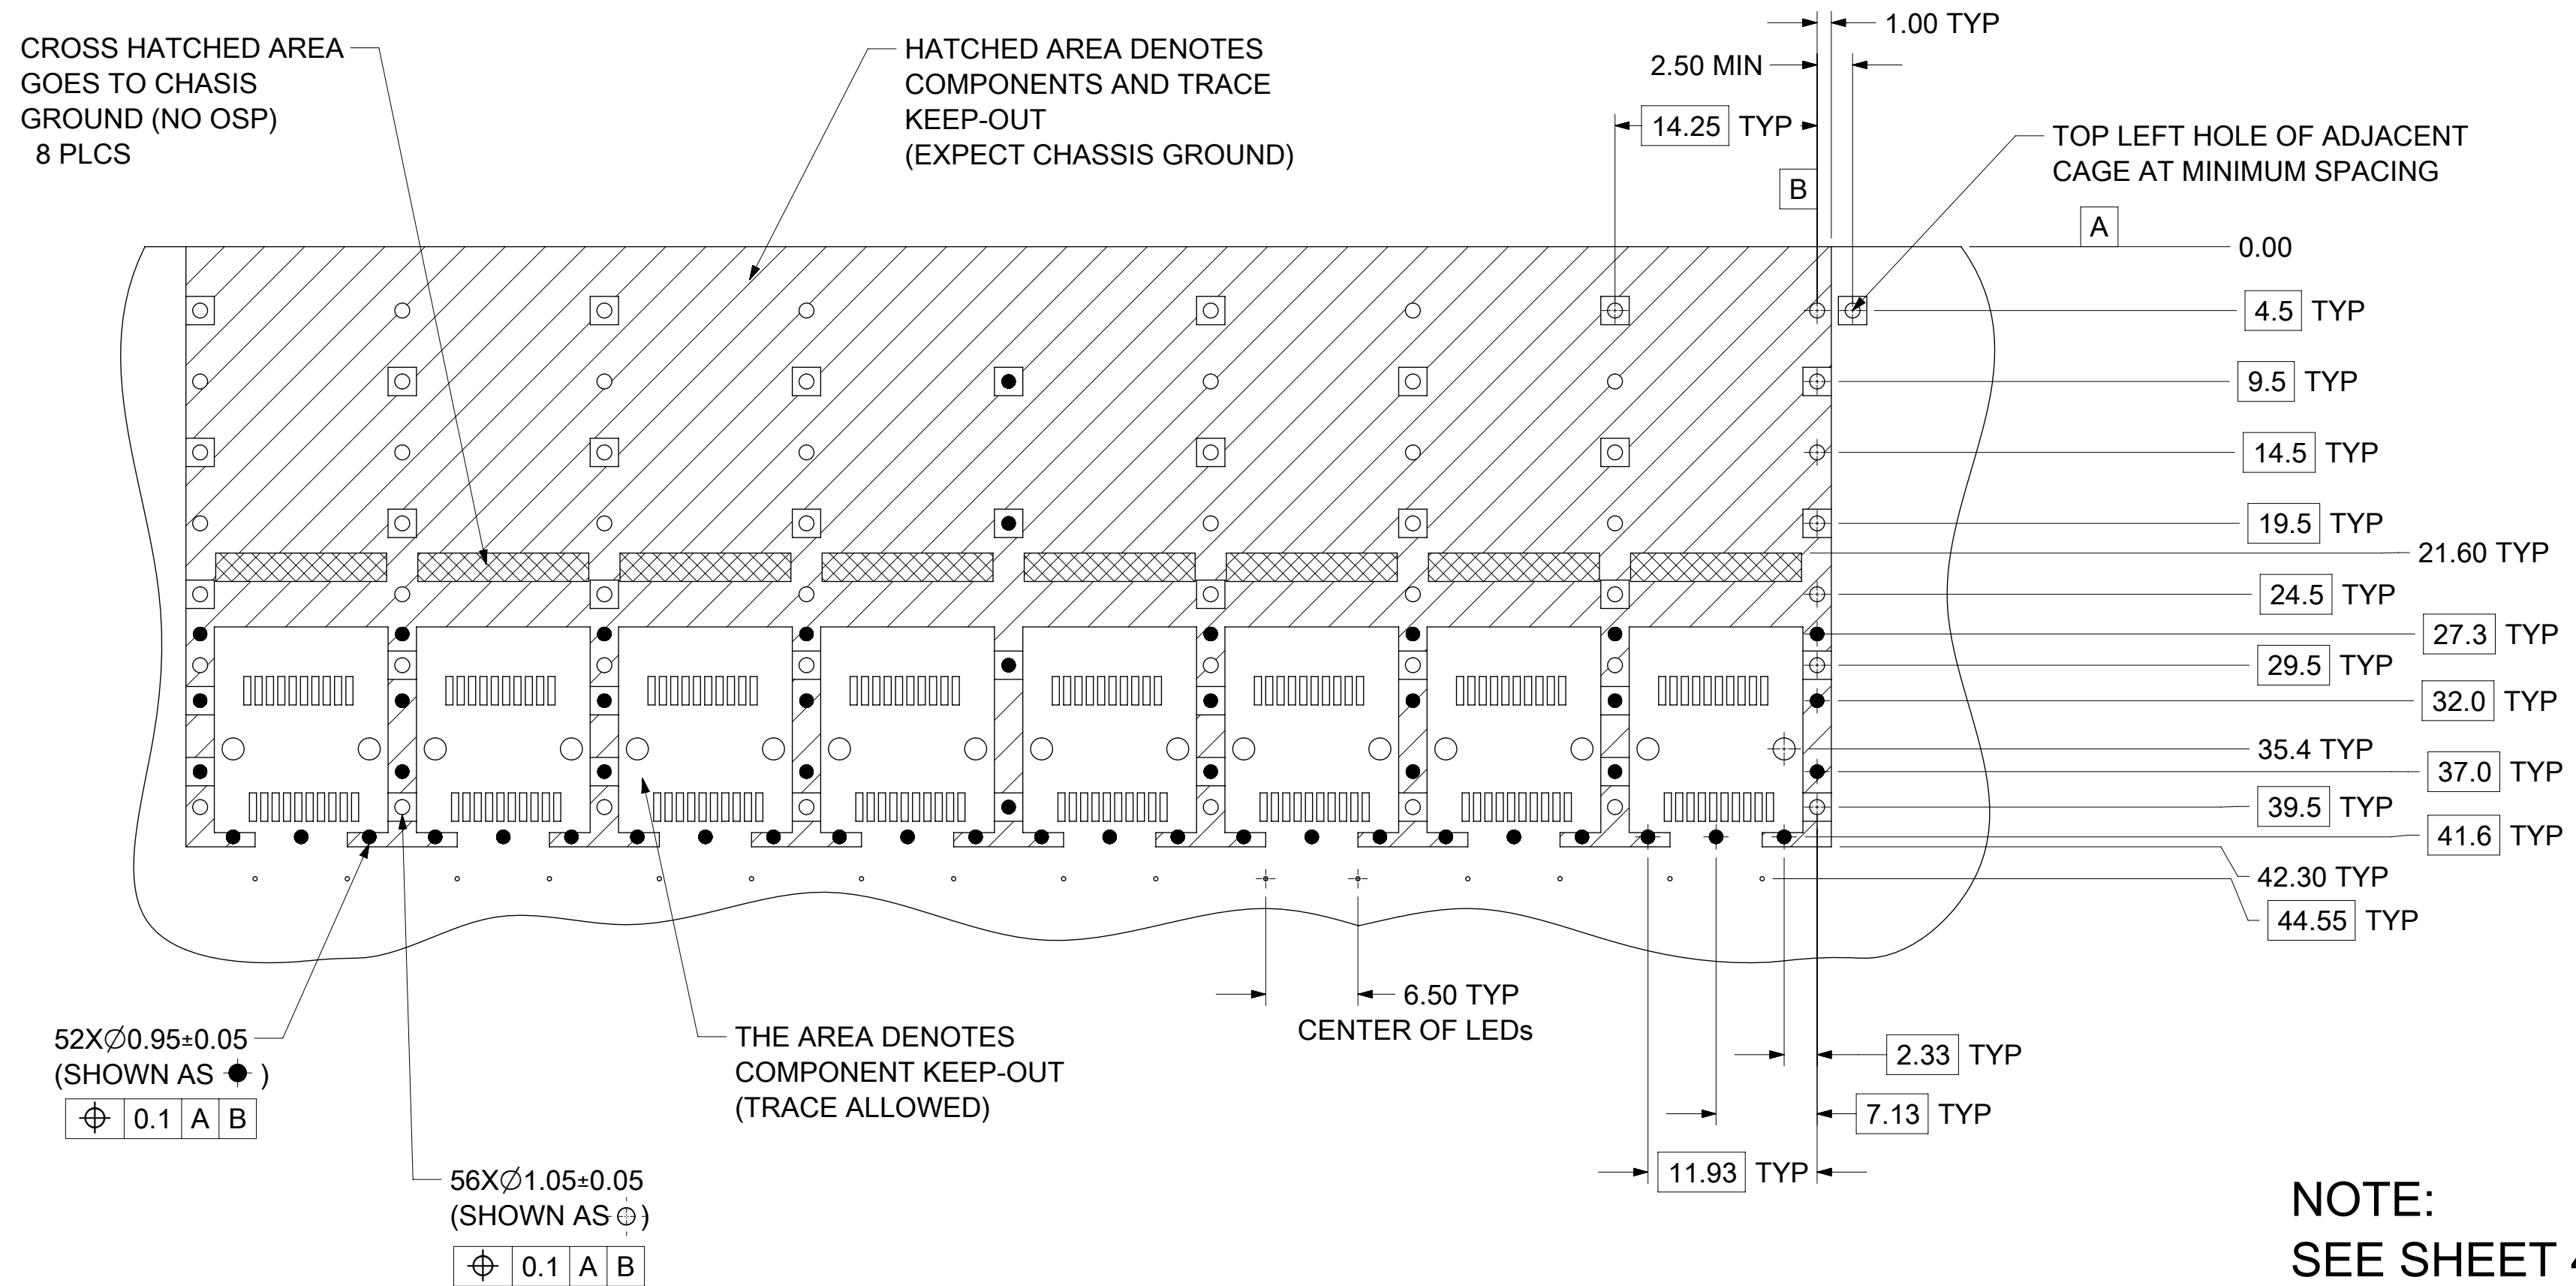 CROSS HATCHED AREA
GOES TO CHASIS
GROUND (NO OSP)
8 PLCS
HATCHED AREA DENOTES
COMPONENTS AND TRACE
KEEP-OUT
(EXPECT CHASSIS GROUND)
1.00 TYP
2.50 MIN
14.25 TYP
TOP LEFT HOLE OF ADJACENT
CAGE AT MINIMUM SPACING
B
A
0.00
4.5 TYP
9.5 TYP
14.5 TYP
19.5 TYP
21.60 TYP
24.5 TYP
27.3 TYP
29.5 TYP
32.0 TYP
35.4 TYP
37.0 TYP
39.5 TYP
41.6 TYP
42.30 TYP
44.55 TYP
6.50 TYP
CENTER OF LEDs
52X∅0.95±0.05
(SHOWN AS )
⌖ 0.1 A B
THE AREA DENOTES
COMPONENT KEEP-OUT
(TRACE ALLOWED)
2.33 TYP
7.13 TYP
11.93 TYP
56X∅1.05±0.05
(SHOWN AS )
⌖ 0.1 A B
NOTE:
SEE SHEET